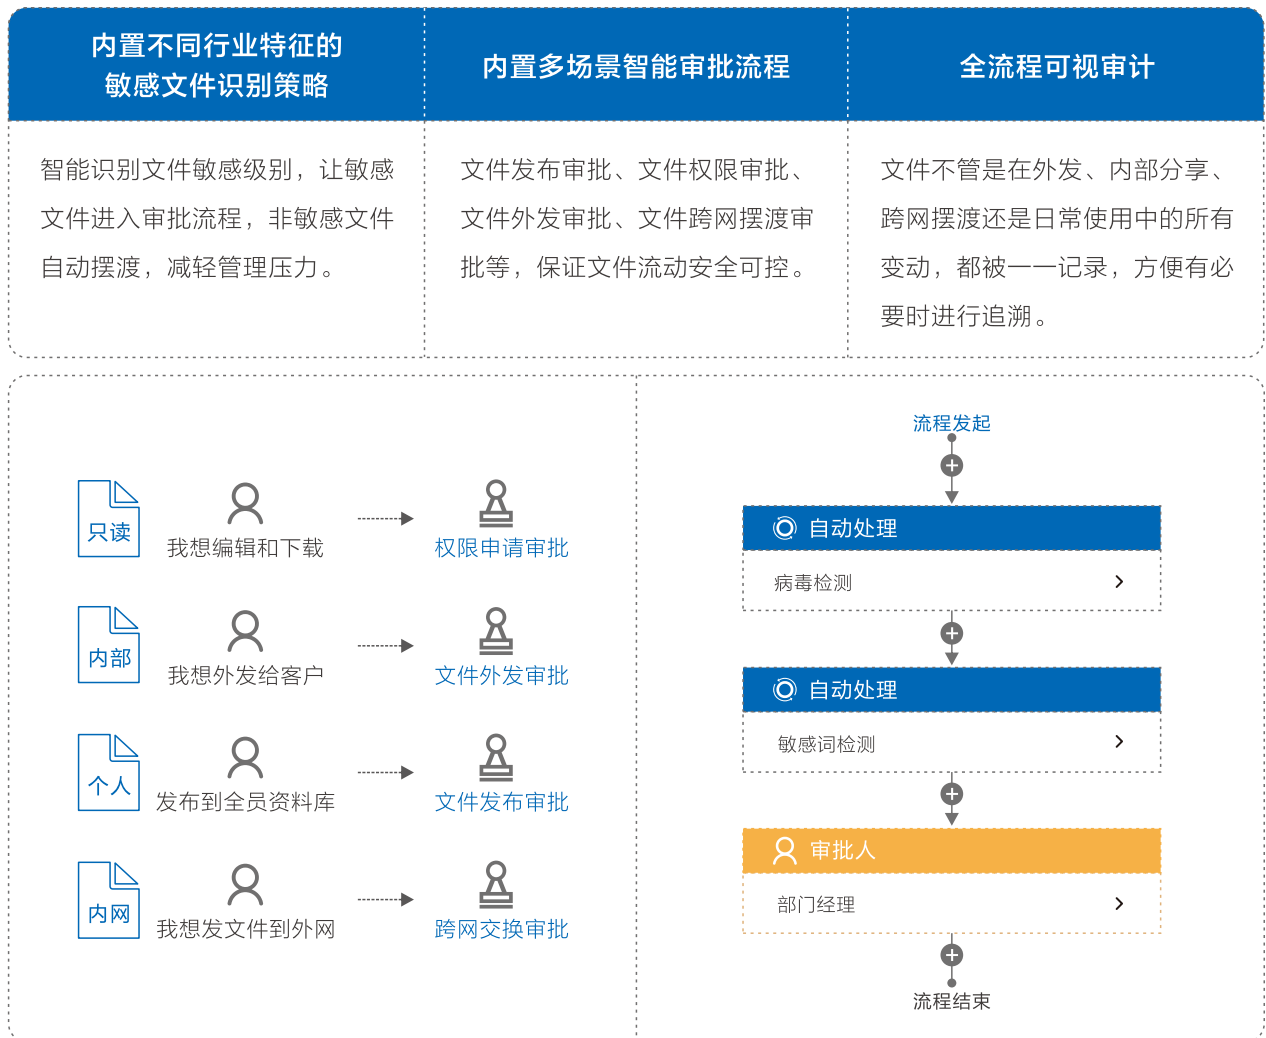 内置不同行业特征的
敏感文件识别策略
内置多场景智能审批流程
全流程可视审计
智能识别文件敏感级别，让敏感
文件进入审批流程，非敏感文件
自动摆渡，减轻管理压力。
文件发布审批、文件权限审批、
文件外发审批、文件跨网摆渡审
批等，保证文件流动安全可控。
文件不管是在外发、内部分享、
跨网摆渡还是日常使用中的所有
变动，都被一一记录，方便有必
要时进行追溯。
只读
我想编辑和下载
权限申请审批
内部
我想外发给客户
文件外发审批
个人
发布到全员资料库
文件发布审批
内网
我想发文件到外网
跨网交换审批
流程发起
自动处理
病毒检测
自动处理
敏感词检测
审批人
部门经理
流程结束